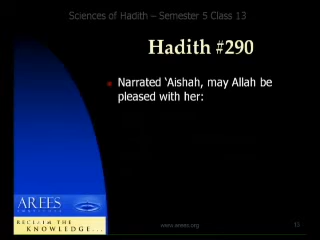 Sciences of Hadith – Semester 5 Class 13
Hadith #290
Narrated ‘Aishah, may Allah be
pleased with her:
AREES
INSTITUTE
RECLAIM THE
KNOWLEDGE...
www.arees.org
13